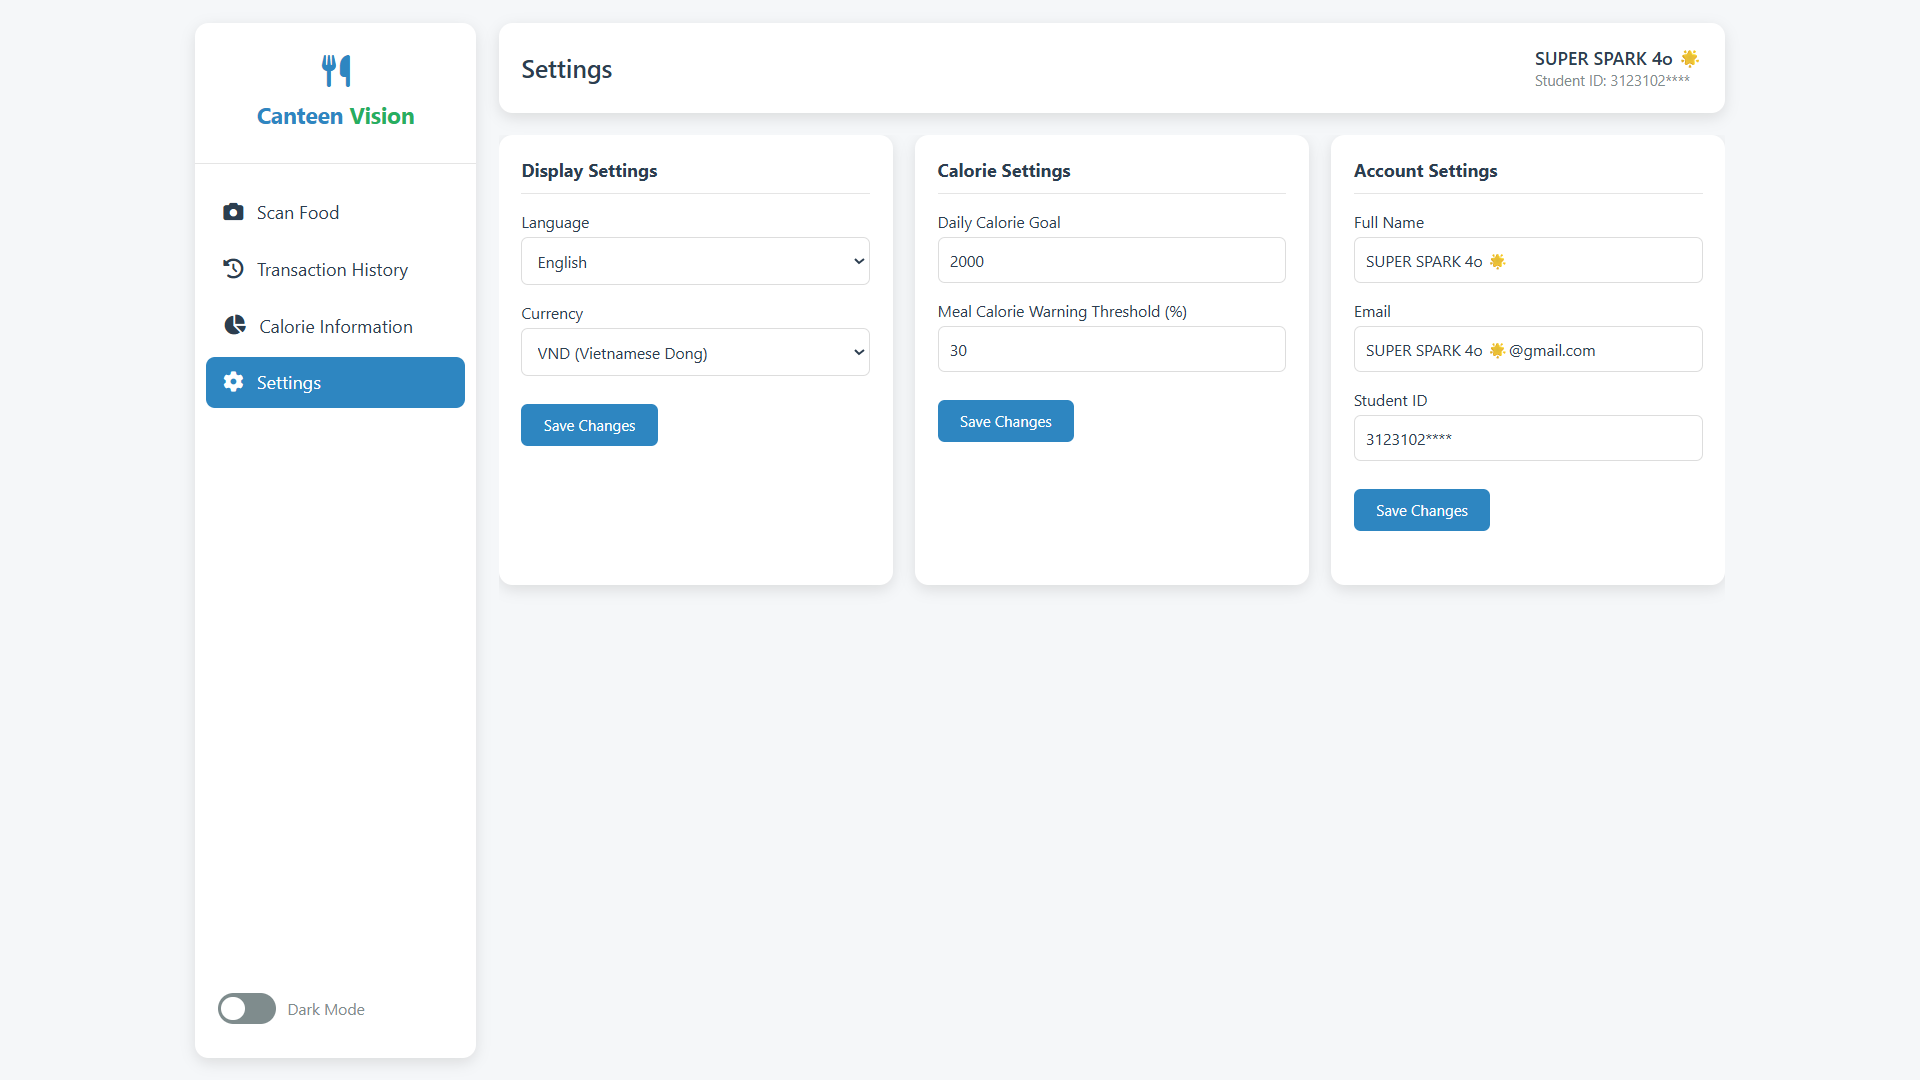 Canteen Vision
Scan Food
Transaction History
Calorie Information
Settings
Dark Mode
Settings
SUPER SPARK 4o 🌟
Student ID: 3123102****
Display Settings
Language
English
Currency
VND (Vietnamese Dong)
Save Changes
Calorie Settings
Daily Calorie Goal
2000
Meal Calorie Warning Threshold (%)
30
Save Changes
Account Settings
Full Name
SUPER SPARK 4o 🌟
Email
SUPER SPARK 4o 🌟@gmail.com
Student ID
3123102****
Save Changes